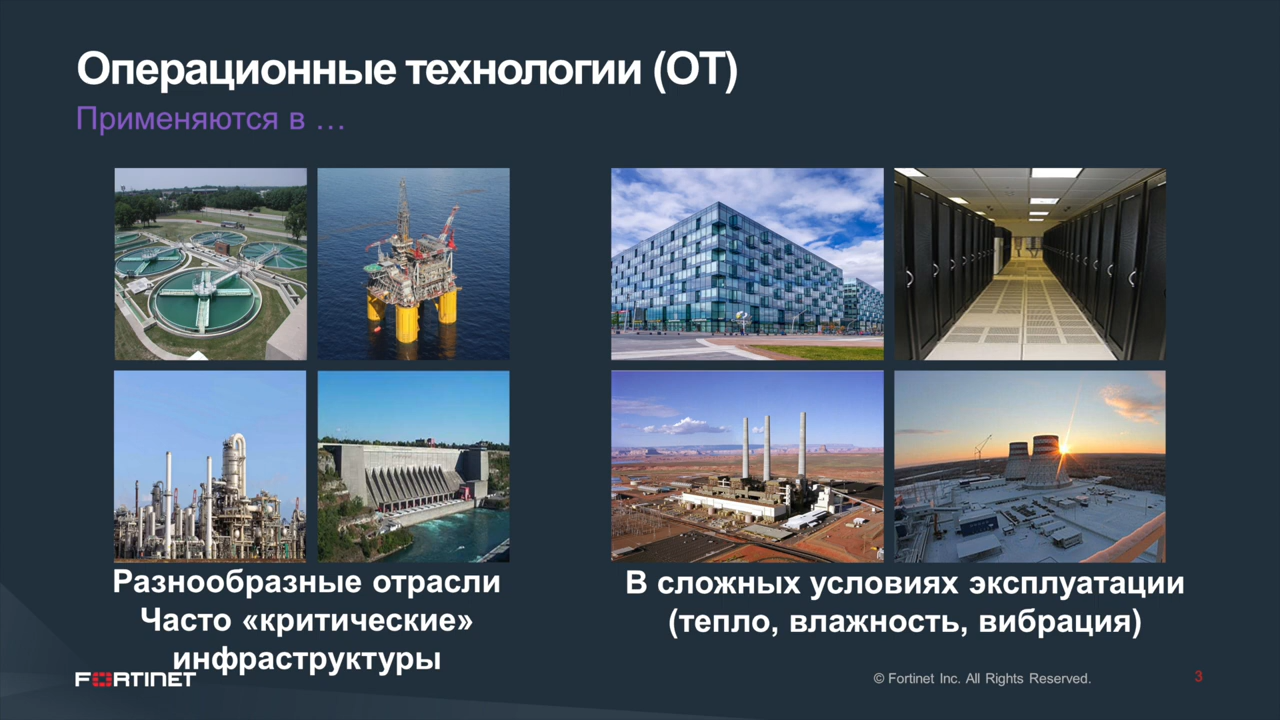 Операционные технологии (ОТ)
Применяются в …
Разнообразные отрасли
Часто «критические»
инфраструктуры
В сложных условиях эксплуатации
(тепло, влажность, вибрация)
FORTINET
© Fortinet Inc. All Rights Reserved.
3